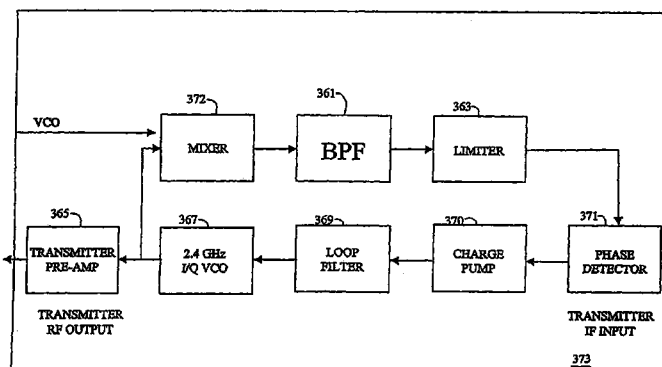 372
361
363
VCO
MIXER
BPF
LIMITER
365
367
369
370
371
TRANSMITTER
PRE-AMP
2.4 GHz
I/Q VCO
LOOP
FILTER
CHARGE
PUMP
PHASE
DETECTOR
TRANSMITTER
RF OUTPUT
TRANSMITTER
IF INPUT
373